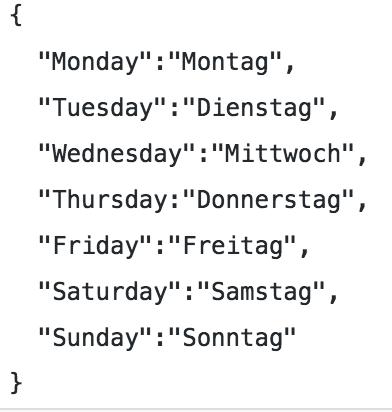 {
"Monday":"Montag",
"Tuesday":"Dienstag",
"Wednesday":"Mittwoch",
"Thursday:"Donnerstag",
"Friday":"Freitag",
"Saturday":"Samstag",
"Sunday":"Sonntag"
}